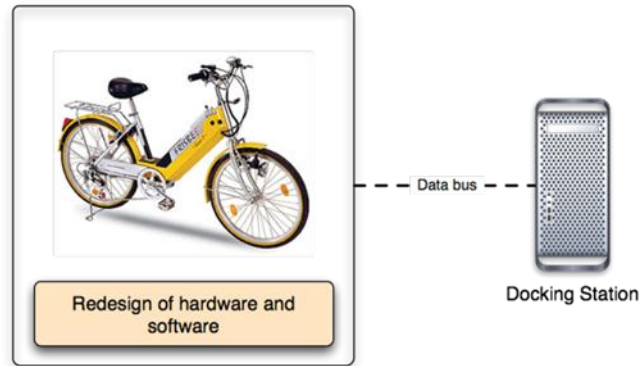 Redesign of hardware and
software
Data bus
Docking Station